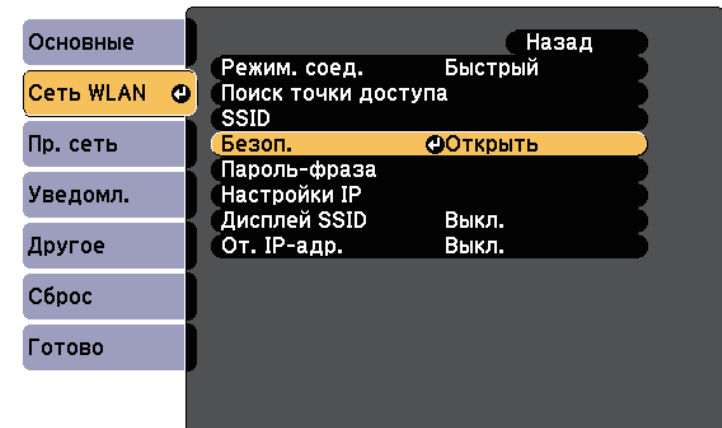 Основные
Сеть WLAN
Пр. сеть
Уведомл.
Другое
Сброс
Готово
Назад
Режим. соед. Быстрый
Поиск точки доступа
SSID
Безоп. Открыть
Пароль-фраза
Настройки IP
Дисплей SSID Выкл.
От. IP-адр. Выкл.